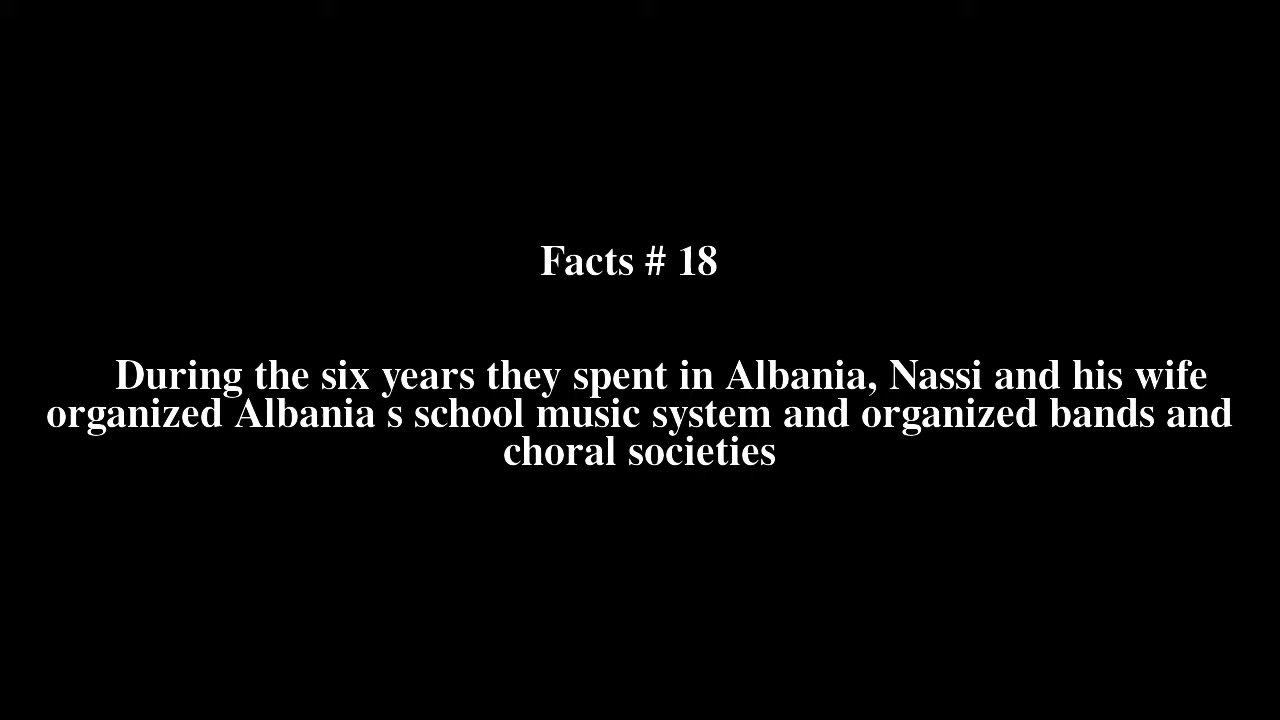 Facts # 18
During the six years they spent in Albania, Nassi and his wife
organized Albania s school music system and organized bands and
choral societies